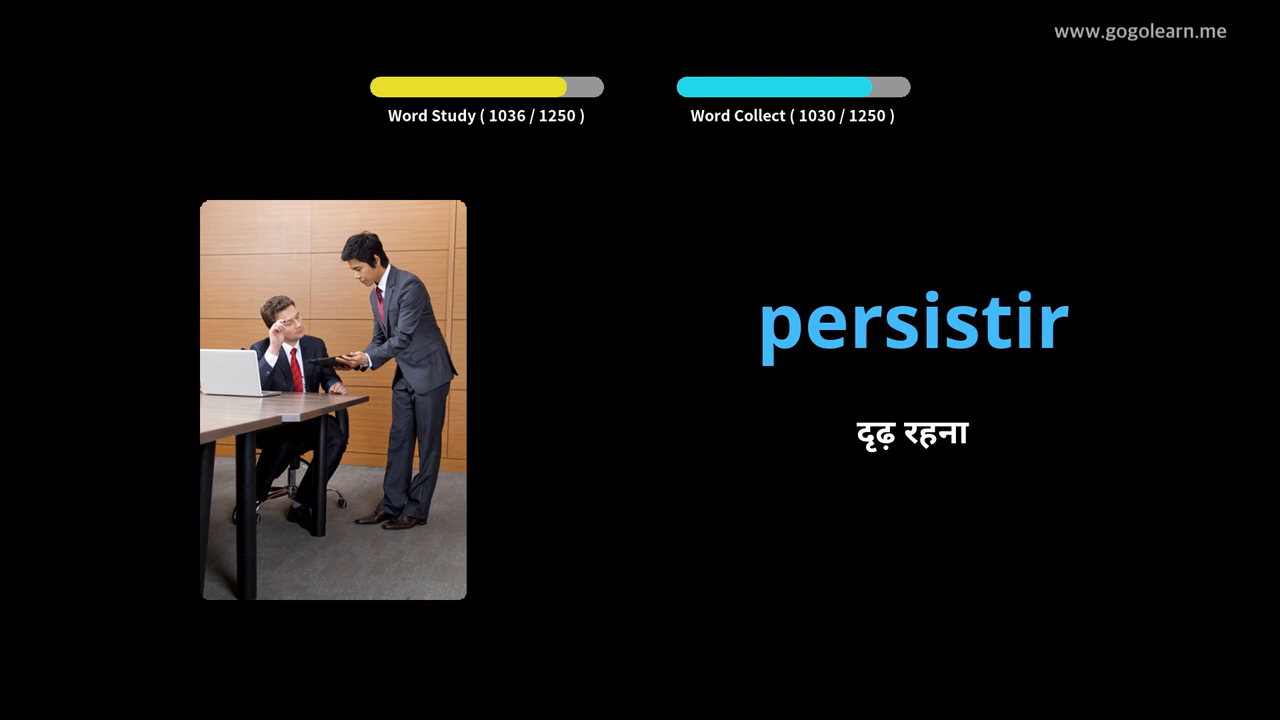 www.gogolearn.me
Word Study ( 1036 / 1250 )
Word Collect ( 1030 / 1250 )
persistir
दृढ़ रहना